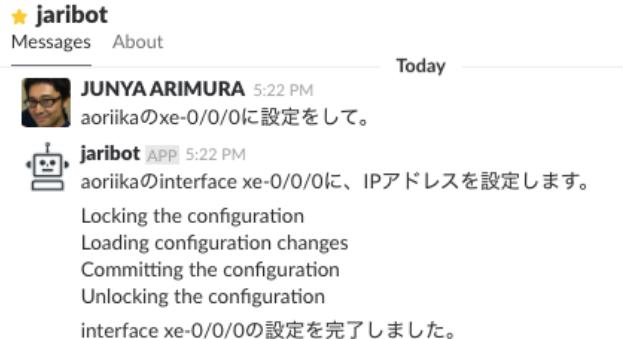 jaribot
Messages About
Today
JUNYA ARIMURA 5:22 PM
aoriikaのxe-0/0/0に設定をして。
jaribot APP 5:22 PM
aoriikaのinterface xe-0/0/0に、IPアドレスを設定します。
Locking the configuration
Loading configuration changes
Committing the configuration
Unlocking the configuration
interface xe-0/0/0の設定を完了しました。